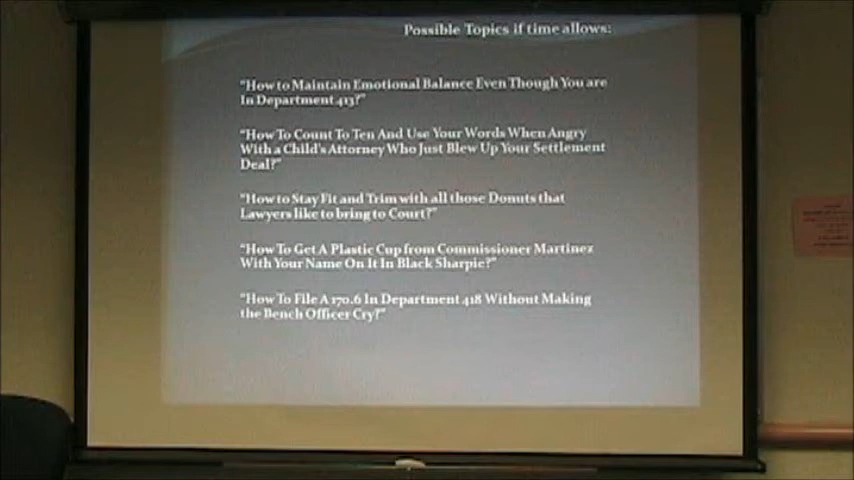 Possible Topics if time allows:
“How to Maintain Emotional Balance Even Though You are
In Department 413?”
“How To Count To Ten And Use Your Words When Angry
With a Child's Attorney Who Just Blew Up Your Settlement
Deal?”
“How to Stay Fit and Trim with all those Donuts that
Lawyers like to bring to Court?”
“How To Get A Plastic Cup from Commissioner Martinez
With Your Name On It In Black Sharpie?”
“How To File A 170.6 In Department 418 Without Making
the Bench Officer Cry?”